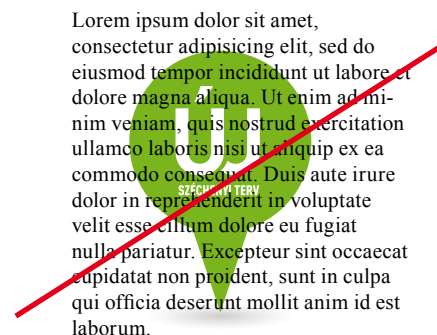 Lorem ipsum dolor sit amet,
consectetur adipisicing elit, sed do
eiusmod tempor incididunt ut labore et
dolore magna aliqua. Ut enim ad mi-
nim veniam, quis nostrud exercitation
ullamco laboris nisi ut aliquip ex ea
commodo consequat. Duis aute irure
dolor in reprehenderit in voluptate
velit esse cillum dolore eu fugiat
nulla pariatur. Excepteur sint occaecat
cupidatat non proident, sunt in culpa
qui officia deserunt mollit anim id est
laborum.
ÚJ
SZÉCHENYI TERV